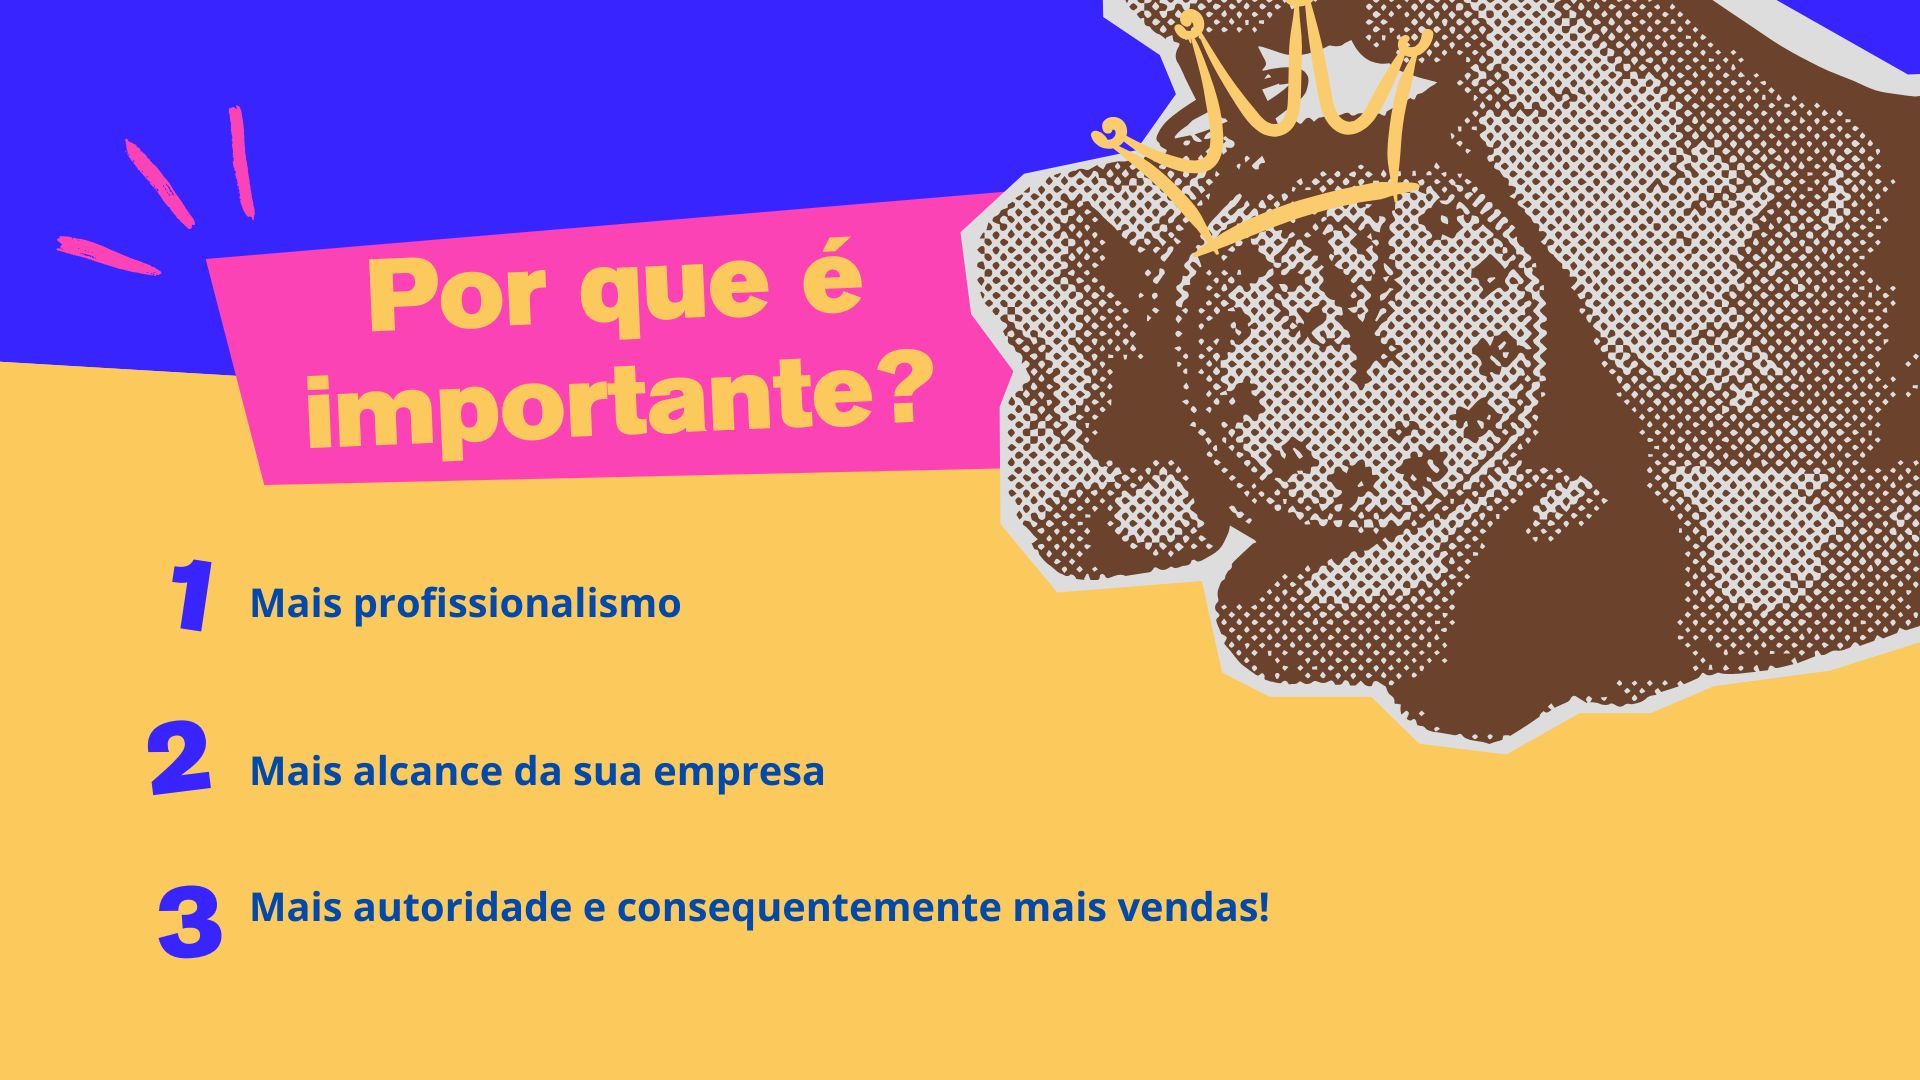 Por que é
importante?
1 Mais profissionalismo
2 Mais alcance da sua empresa
3 Mais autoridade e consequentemente mais vendas!